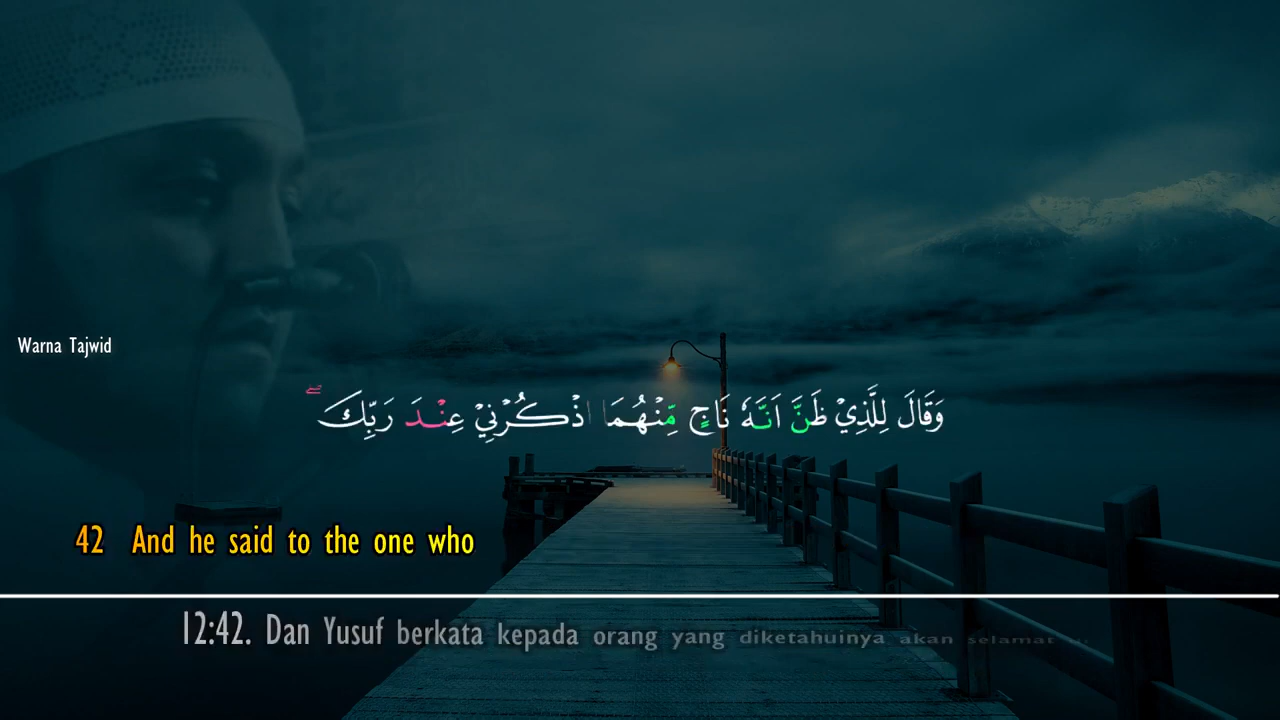 Warna Tajwid
وَقَالَ لِلَّذِيْ ظَنَّ اَنَّهٗ نَاجٍ مِّنْهُمَا اذْكُرْنِيْ عِنْدَ رَبِّكَ ۖ
42 And he said to the one who
12:42. Dan Yusuf berkata kepada orang yang diketahuinya akan selamat ...